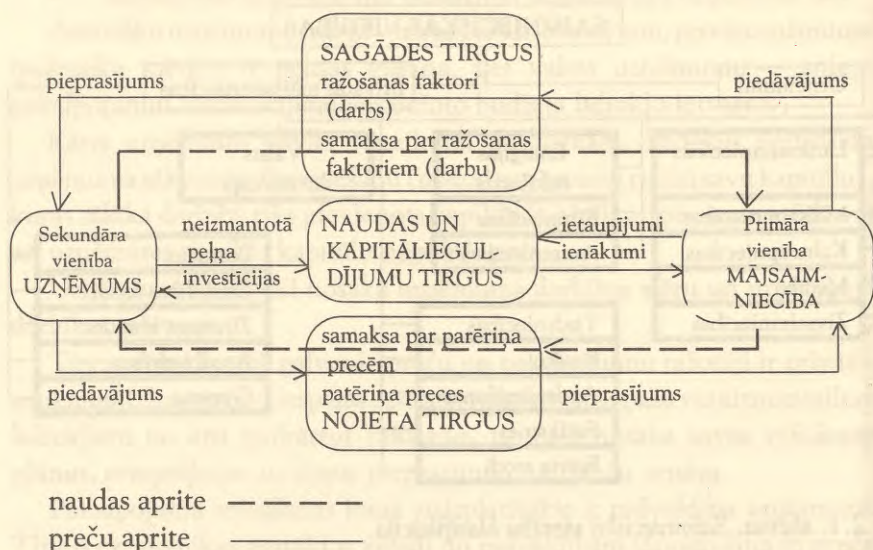 SAGĀDES TIRGUS
pieprasījums
ražošanas faktori
piedāvājums
(darbs)
samaksa par ražošanas
faktoriem (darbu)
Sekundāra
vienība
UZŅĒMUMS
neizmantotā
peļņa
investīcijas
NAUDAS UN
KAPITĀLIEGUL
DĪJUMU TIRGUS
ietaupījumi
ienākumi
Primāra
vienība
MĀJSAIM-
NIECĪBA
samaksa par parēriņa
precēm
piedāvājums
patēriņa preces
pieprasījums
NOIETA TIRGUS
naudas aprite
preču aprite